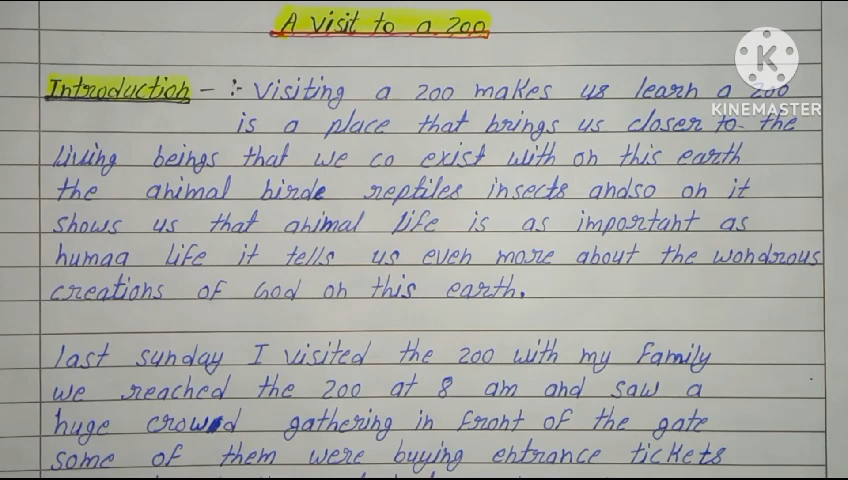 A visit to a zoo
Introduction - :- Visiting a zoo makes us learn a zoo
KINEMASTER
is a place that brings us closer to the
living beings that we co exist with on this earth
the animal birde reptiles insects andso on it
shows us that animal life is as important as
humaa life it tells us even more about the wondrous
creations of God on this earth.
last sunday I visited the zoo with my family
we reached the zoo at 8 am and saw a
huge crowd gathering in front of the gate
some of them were buying entrance tickets